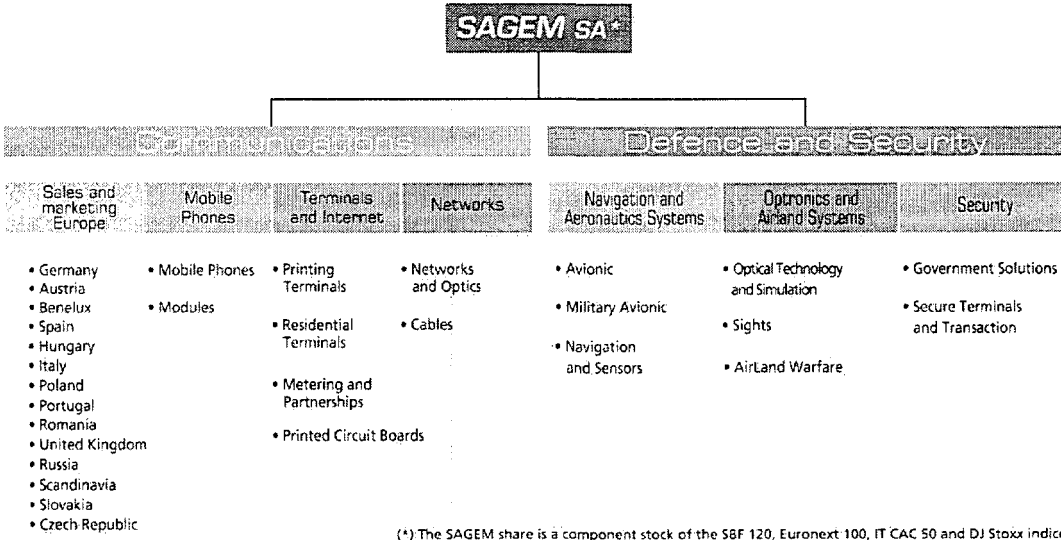 SAGEM SA*
Communications
Defence and Security
Sales and
marketing
Europe
Mobile
Phones
Terminals
and Internet
Networks
Navigation and
Aeronautics Systems
Optronics and
Airland Systems
Security
• Germany
• Austria
• Benelux
• Spain
• Hungary
• Italy
• Poland
• Portugal
• Romania
• United Kingdom
• Russia
• Scandinavia
• Slovakia
• Czech Republic
• Mobile Phones
• Modules
• Printing
Terminals
• Residential
Terminals
• Metering and
Partnerships
• Printed Circuit Boards
• Networks
and Optics
• Cables
• Avionic
• Military Avionic
• Navigation
and Sensors
• Optical Technology
and Simulation
• Sights
• AirLand Warfare
• Government Solutions
• Secure Terminals
and Transaction
(*) The SAGEM share is a component stock of the SBF 120, Euronext 100, IT CAC 50 and DJ Stoxx indice